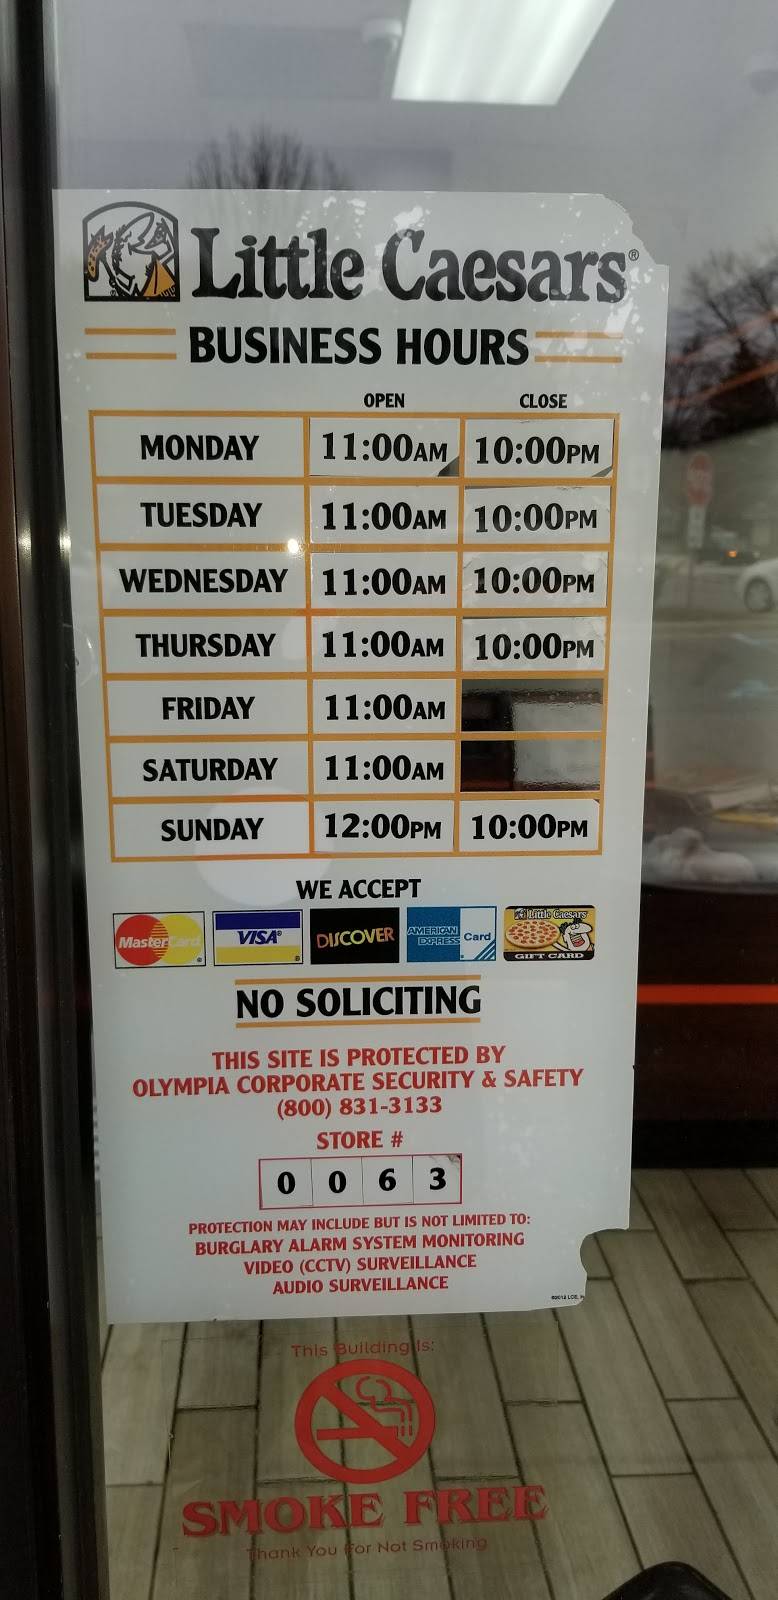 Little Caesars®
BUSINESS HOURS
OPEN CLOSE
MONDAY 11:00AM 10:00PM
TUESDAY 11:00AM 10:00PM
WEDNESDAY 11:00AM 10:00PM
THURSDAY 11:00AM 10:00PM
FRIDAY 11:00AM
SATURDAY 11:00AM
SUNDAY 12:00PM 10:00PM
WE ACCEPT
MasterCard VISA DISCOVER AMERICAN EXPRESS Card Little Caesars GIFT CARD
NO SOLICITING
THIS SITE IS PROTECTED BY
OLYMPIA CORPORATE SECURITY & SAFETY
(800) 831-3133
STORE #
0 0 6 3
PROTECTION MAY INCLUDE BUT IS NOT LIMITED TO:
BURGLARY ALARM SYSTEM MONITORING
VIDEO (CCTV) SURVEILLANCE
AUDIO SURVEILLANCE
This Building Is:
SMOKE FREE
Thank You For Not Smoking